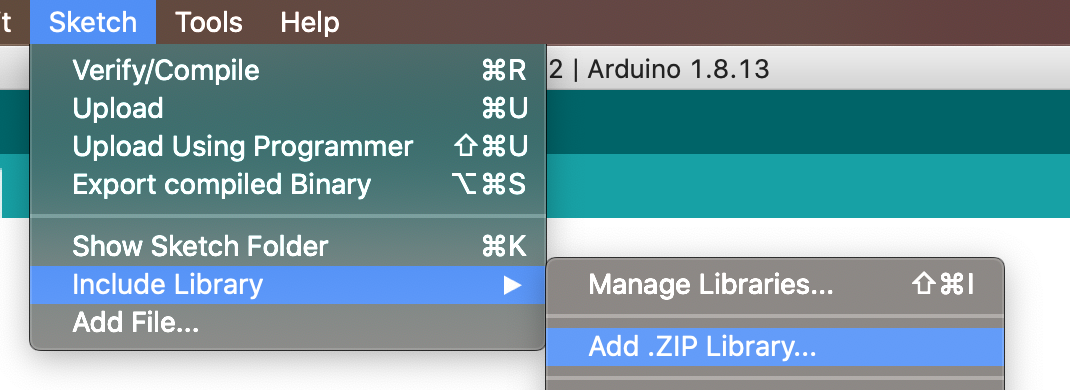 t Sketch Tools Help
2 | Arduino 1.8.13
Verify/Compile ⌘R
Upload ⌘U
Upload Using Programmer ⇧⌘U
Export compiled Binary ⌥⌘S
Show Sketch Folder ⌘K
Include Library ▶
Add File...
Manage Libraries... ⇧⌘I
Add .ZIP Library...